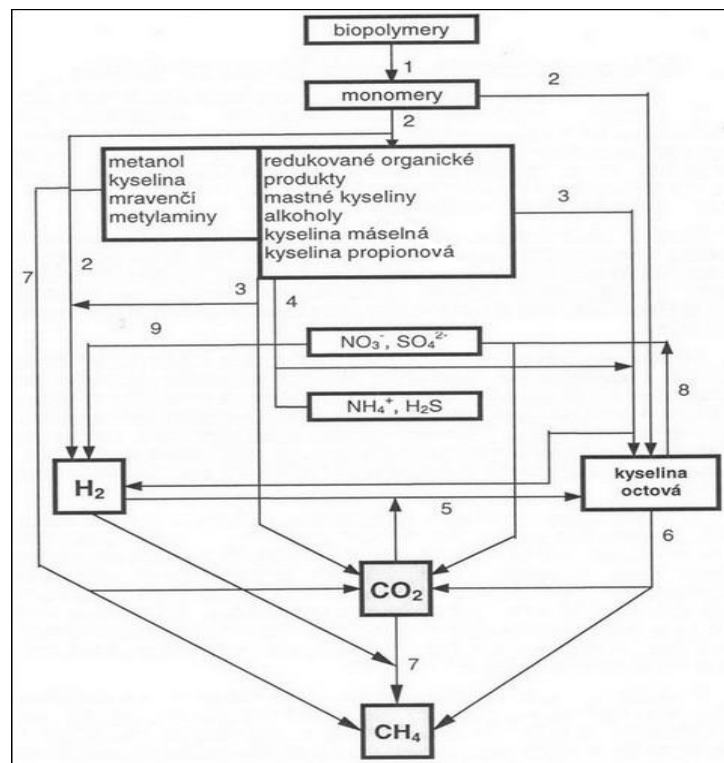 biopolymery
1
monomery
2
2
metanol
kyselina
mravenčí
metylaminy
redukované organické
produkty
mastné kyseliny
alkoholy
kyselina máselná
kyselina propionová
3
7
2
3
4
9
NO₃⁻, SO₄²⁻
8
NH₄⁺, H₂S
H₂
kyselina
octová
5
6
CO₂
7
CH₄